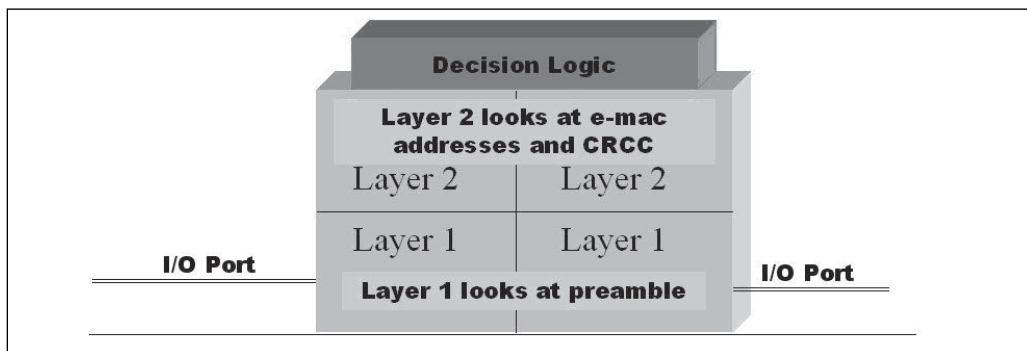 Decision Logic
Layer 2 looks at e-mac
addresses and CRCC
Layer 2 Layer 2
Layer 1 Layer 1
I/O Port
I/O Port
Layer 1 looks at preamble